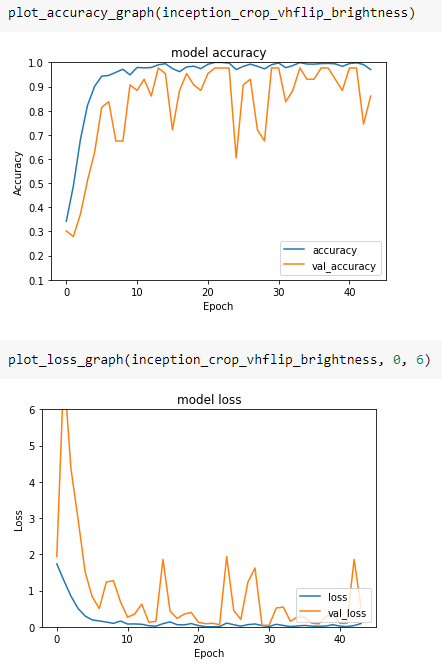 plot_accuracy_graph(inception_crop_vhflip_brightness)
model accuracy
1.0
0.9
0.8
0.7
0.6
0.5
0.4
0.3
0.2
0.1
Accuracy
accuracy
val_accuracy
0 10 20 30 40
Epoch
plot_loss_graph(inception_crop_vhflip_brightness, 0, 6)
model loss
6
5
4
3
2
1
0
Loss
loss
val_loss
0 10 20 30 40
Epoch